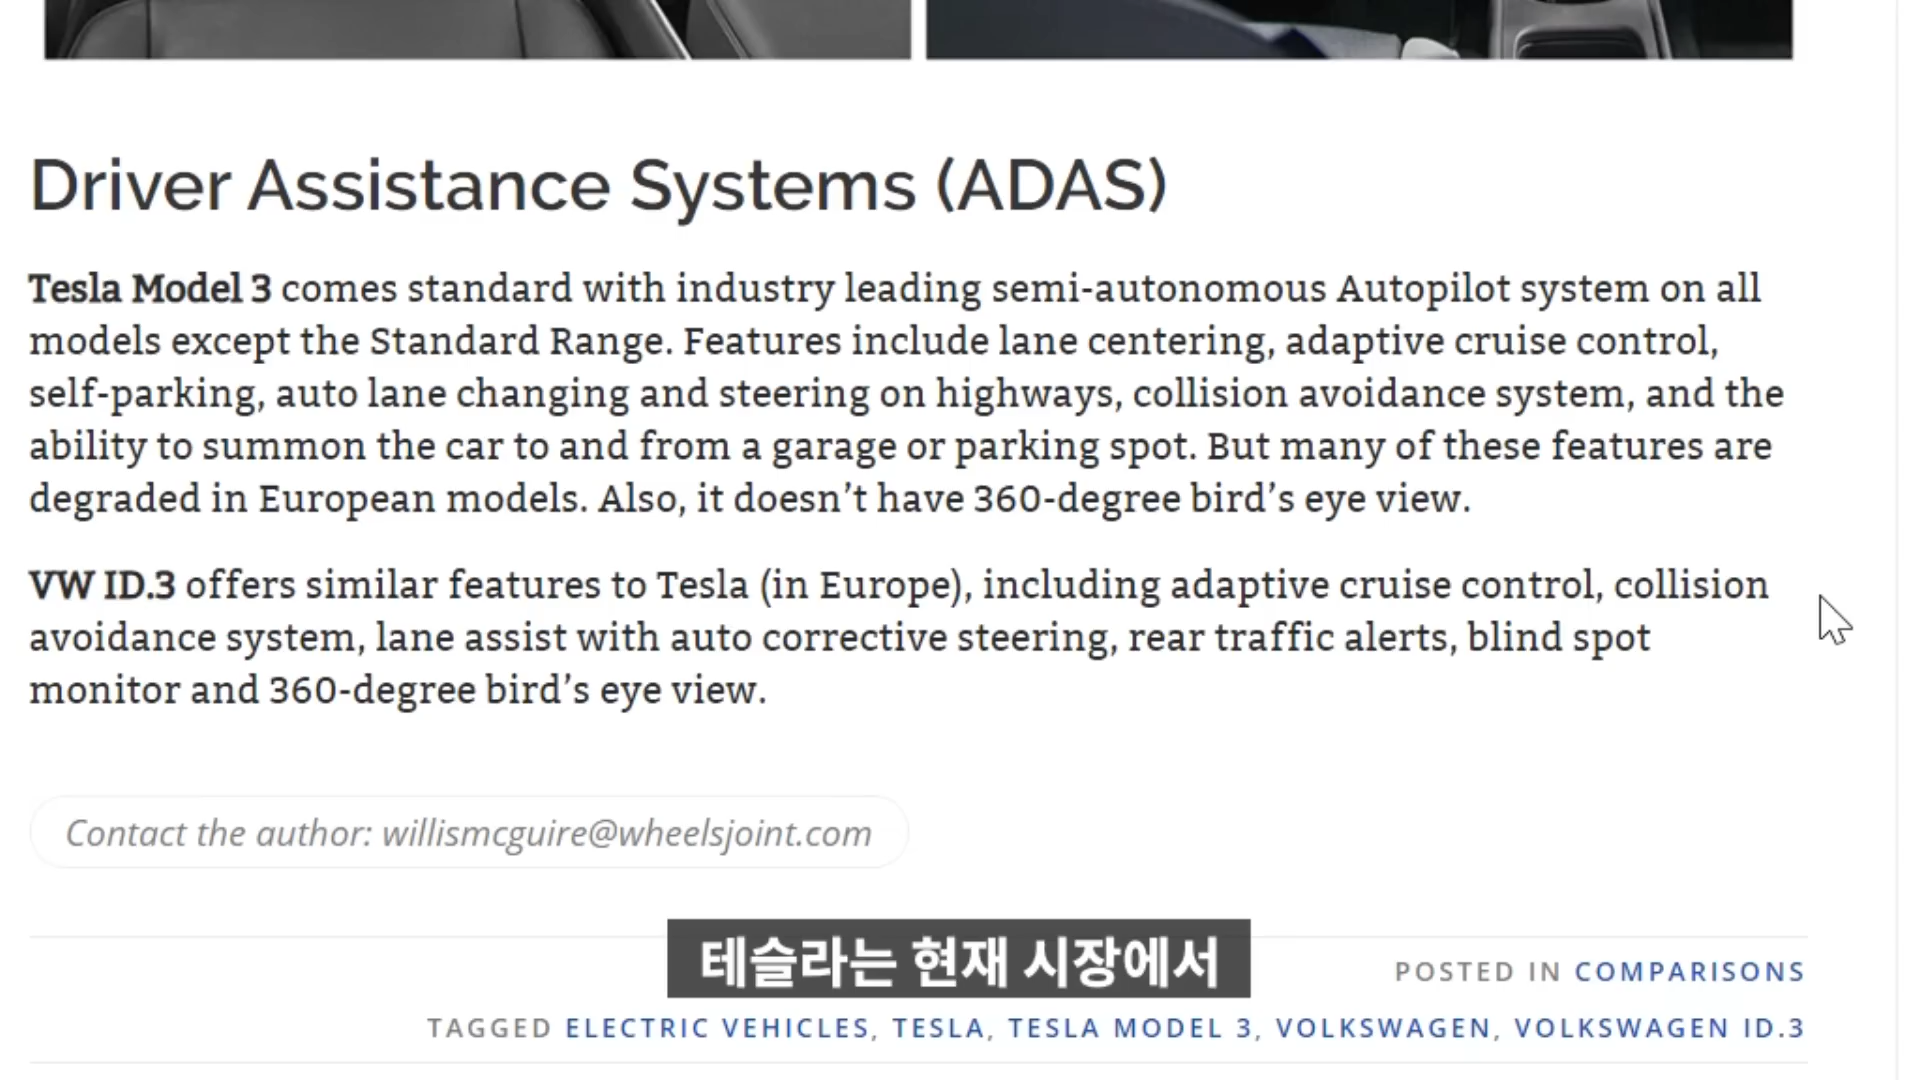 Driver Assistance Systems (ADAS)
Tesla Model 3 comes standard with industry leading semi-autonomous Autopilot system on all
models except the Standard Range. Features include lane centering, adaptive cruise control,
self-parking, auto lane changing and steering on highways, collision avoidance system, and the
ability to summon the car to and from a garage or parking spot. But many of these features are
degraded in European models. Also, it doesn’t have 360-degree bird’s eye view.
VW ID.3 offers similar features to Tesla (in Europe), including adaptive cruise control, collision
avoidance system, lane assist with auto corrective steering, rear traffic alerts, blind spot
monitor and 360-degree bird’s eye view.
Contact the author: willismcguire@wheelsjoint.com
테슬라는 현재 시장에서
POSTED IN COMPARISONS
TAGGED ELECTRIC VEHICLES, TESLA, TESLA MODEL 3, VOLKSWAGEN, VOLKSWAGEN ID.3